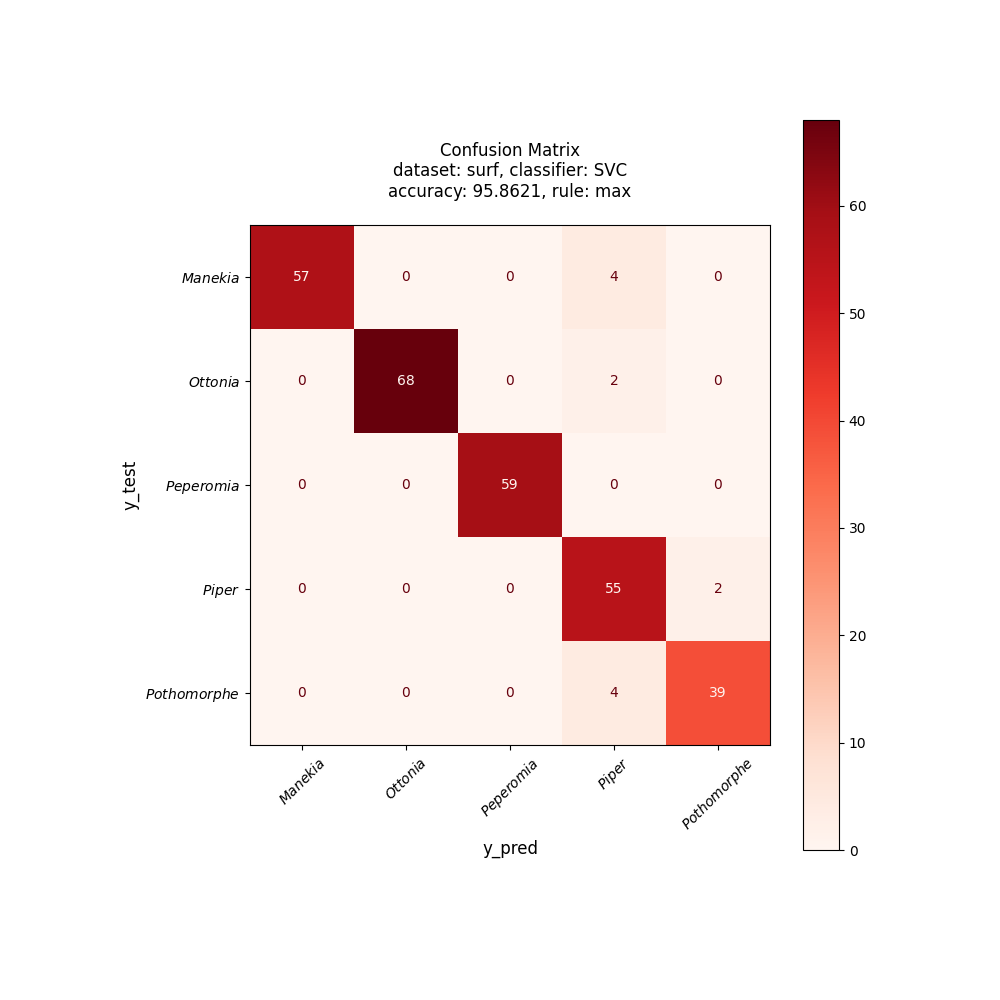 Confusion Matrix
dataset: surf, classifier: SVC
accuracy: 95.8621, rule: max
y_test
Manekia 57 0 0 4 0
Ottonia 0 68 0 2 0
Peperomia 0 0 59 0 0
Piper 0 0 0 55 2
Pothomorphe 0 0 0 4 39
Manekia Ottonia Peperomia Piper Pothomorphe
y_pred
60
50
40
30
20
10
0